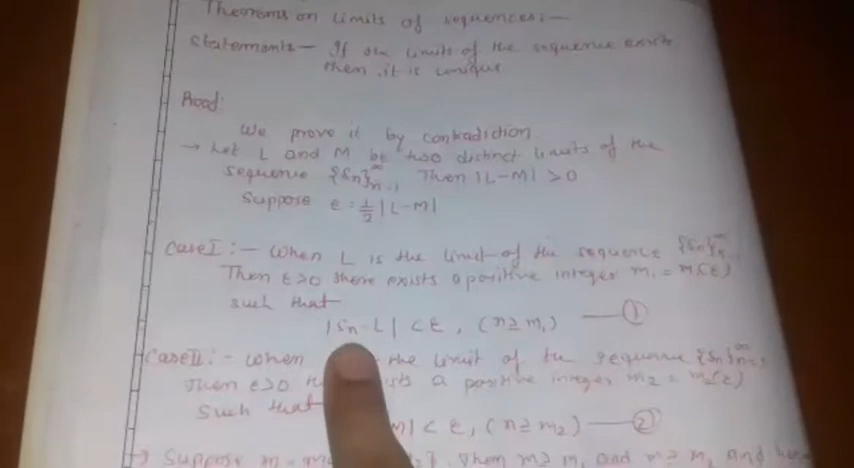 Theorems on limits of sequences:—
Statement:— If the limits of the sequence exists
then, it is unique
Proof:
We prove it by contradiction
→ Let L and M be two distinct limits of the
sequence {Sn}∞n=1 Then |L-M| > 0
Suppose ε = 1/2 |L-M|
Case I :- When L is the limit of the sequence {Sn}∞
Then ε>0 there exists a positive integer m₁ = m₁(ε)
such that
|Sn-L| < ε, (n ≥ m₁) — ①
Case II :- When the limit of the sequence {Sn}∞n=1
Then ε>0 a positive integer m₂ = m₂(ε)
Such that
M| < ε, (n ≥ m₂) — ②
→ Suppose m = Then m ≥ m₁ and m ≥ m₂ and